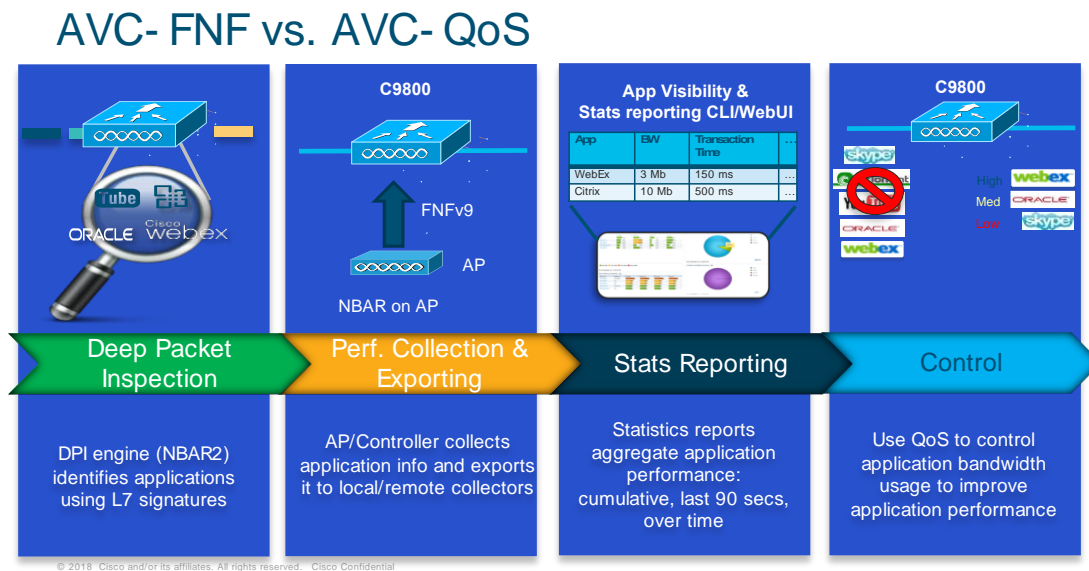 AVC- FNF vs. AVC- QoS
Tube
ORACLE
Cisco
webex
C9800
FNFv9
AP
NBAR on AP
App Visibility &
Stats reporting CLI/WebUI
App BW Transaction Time ...
WebEx 3 Mb 150 ms ...
Citrix 10 Mb 500 ms ...
C9800
skype
ORACLE
webex
High webex
Med ORACLE
Low skype
Deep Packet
Inspection
Perf. Collection &
Exporting
Stats Reporting
Control
DPI engine (NBAR2)
identifies applications
using L7 signatures
AP/Controller collects
application info and exports
it to local/remote collectors
Statistics reports
aggregate application
performance:
cumulative, last 90 secs,
over time
Use QoS to control
application bandwidth
usage to improve
application performance
© 2018 Cisco and/or its affiliates. All rights reserved. Cisco Confidential